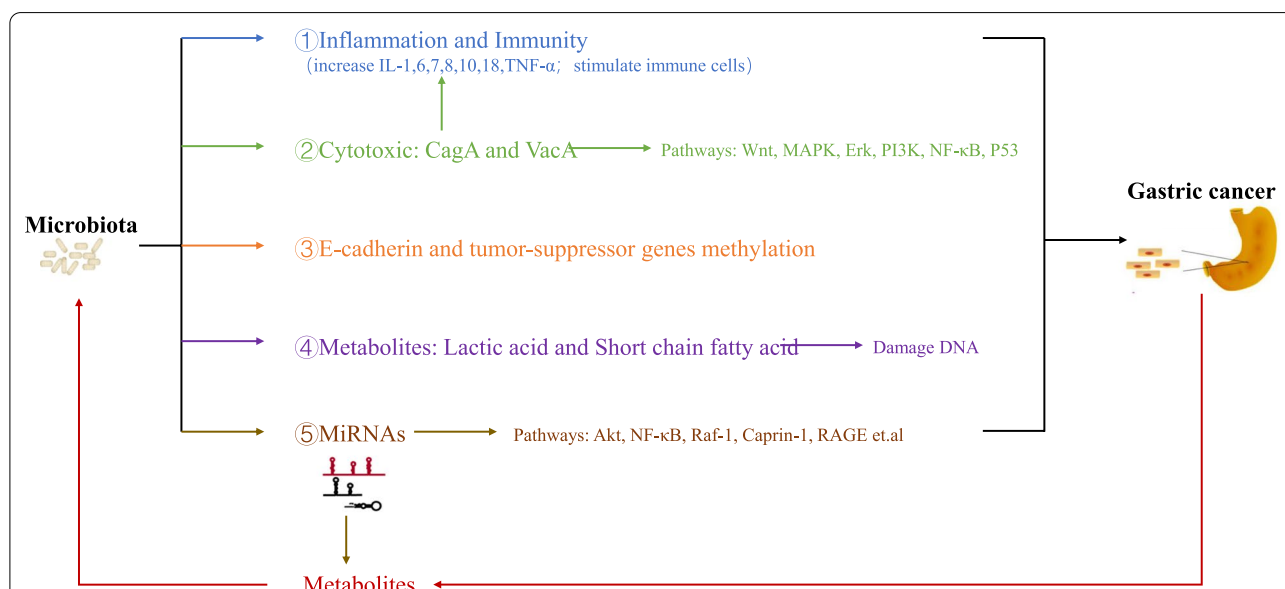 ①Inflammation and Immunity
(increase IL-1,6,7,8,10,18,TNF-α; stimulate immune cells)
②Cytotoxic: CagA and VacA
Pathways: Wnt, MAPK, Erk, PI3K, NF-κB, P53
Gastric cancer
Microbiota
③E-cadherin and tumor-suppressor genes methylation
④Metabolites: Lactic acid and Short chain fatty acid
Damage DNA
⑤MiRNAs
Pathways: Akt, NF-κB, Raf-1, Caprin-1, RAGE et.al
Metabolites